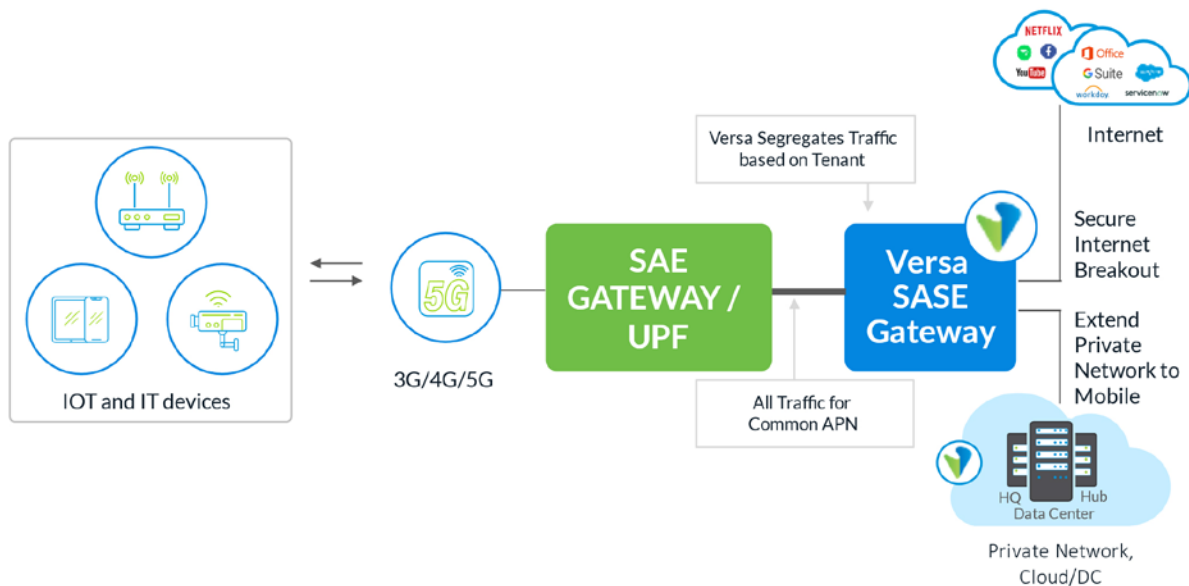 NETFLIX
Office
YouTube
G Suite
salesforce
workday.
servicenow
Internet
Versa Segregates Traffic
based on Tenant
Secure
Internet
Breakout
SAE
GATEWAY /
UPF
Versa
SASE
Gateway
5G
3G/4G/5G
IOT and IT devices
All Traffic for
Common APN
Extend
Private
Network to
Mobile
HQ
Hub
Data Center
Private Network,
Cloud/DC